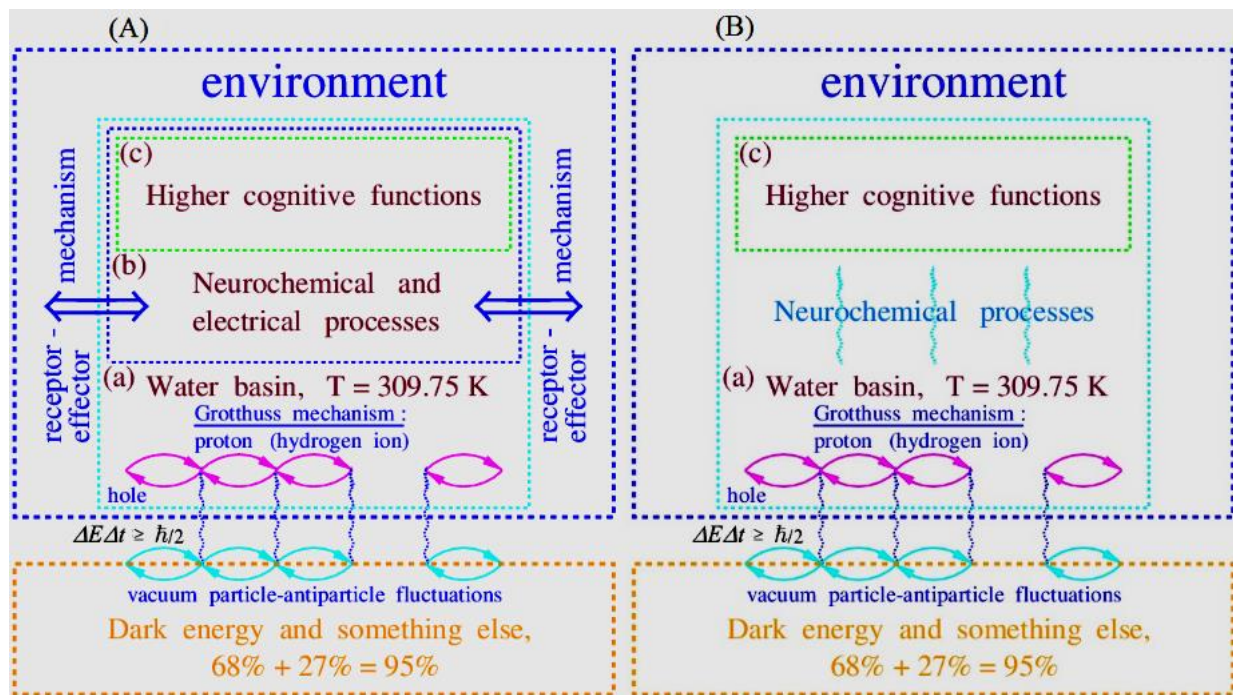 (A)
environment
(c)
Higher cognitive functions
mechanism
mechanism
(b)
Neurochemical and
electrical processes
receptor -
effector
receptor -
effector
(a) Water basin, T = 309.75 K
Grotthuss mechanism :
proton (hydrogen ion)
hole
ΔEΔt ≥ ℏ/2
vacuum particle-antiparticle fluctuations
Dark energy and something else,
68% + 27% = 95%
(B)
environment
(c)
Higher cognitive functions
Neurochemical processes
(a) Water basin, T = 309.75 K
Grotthuss mechanism :
proton (hydrogen ion)
hole
ΔEΔt ≥ ℏ/2
vacuum particle-antiparticle fluctuations
Dark energy and something else,
68% + 27% = 95%